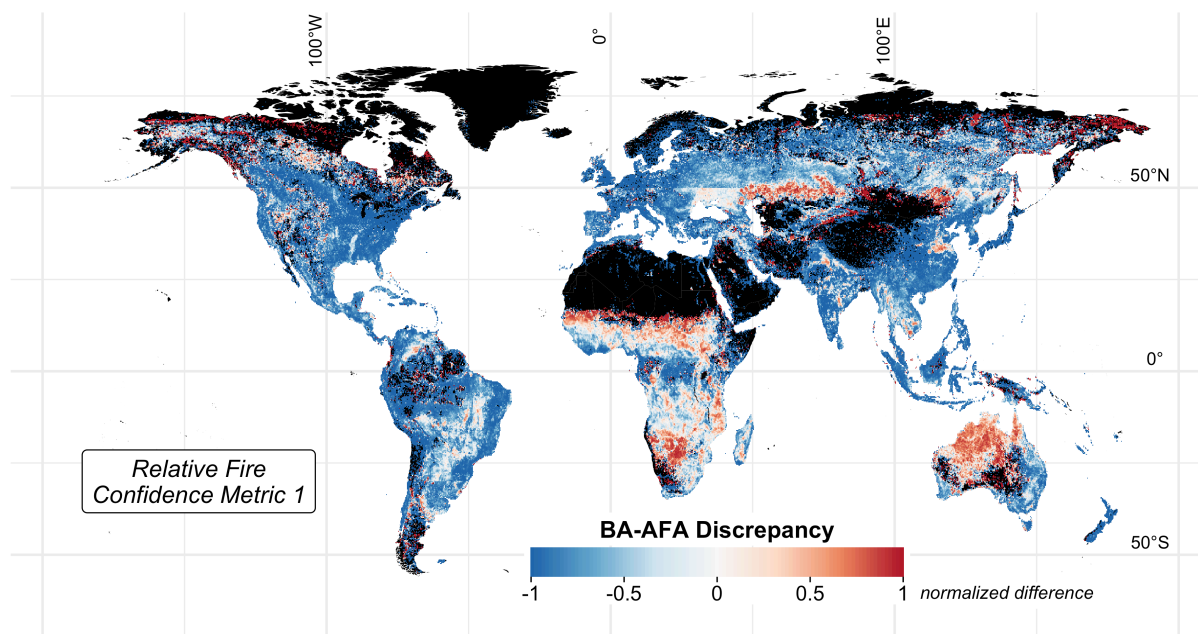 100°W
0°
100°E
50°N
0°
50°S
Relative Fire
Confidence Metric 1
BA-AFA Discrepancy
-1 -0.5 0 0.5 1 normalized difference